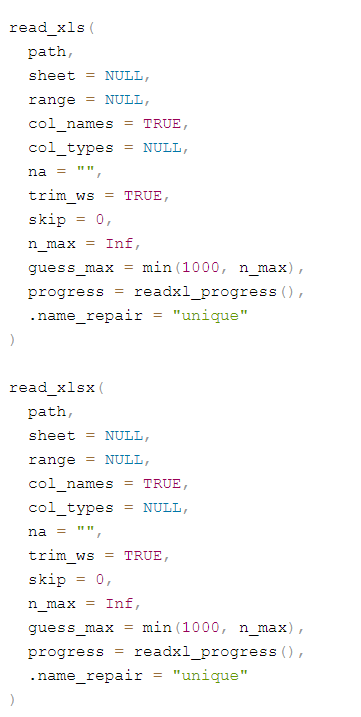 read_xls(
  path,
  sheet = NULL,
  range = NULL,
  col_names = TRUE,
  col_types = NULL,
  na = "",
  trim_ws = TRUE,
  skip = 0,
  n_max = Inf,
  guess_max = min(1000, n_max),
  progress = readxl_progress(),
  .name_repair = "unique"
)
read_xlsx(
  path,
  sheet = NULL,
  range = NULL,
  col_names = TRUE,
  col_types = NULL,
  na = "",
  trim_ws = TRUE,
  skip = 0,
  n_max = Inf,
  guess_max = min(1000, n_max),
  progress = readxl_progress(),
  .name_repair = "unique"
)